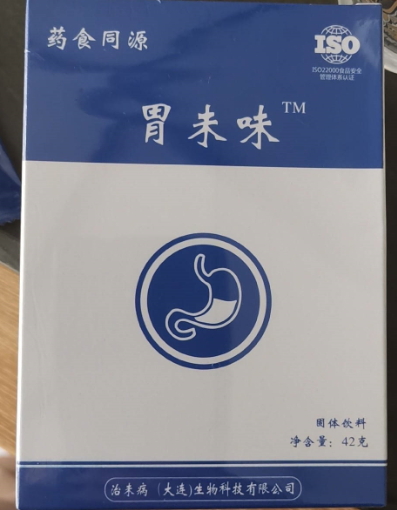 药食同源
ISO
ISO22000食品安全
管理体系认证
胃未味™
固体饮料
净含量：42克
治未病（大连)生物科技有限公司